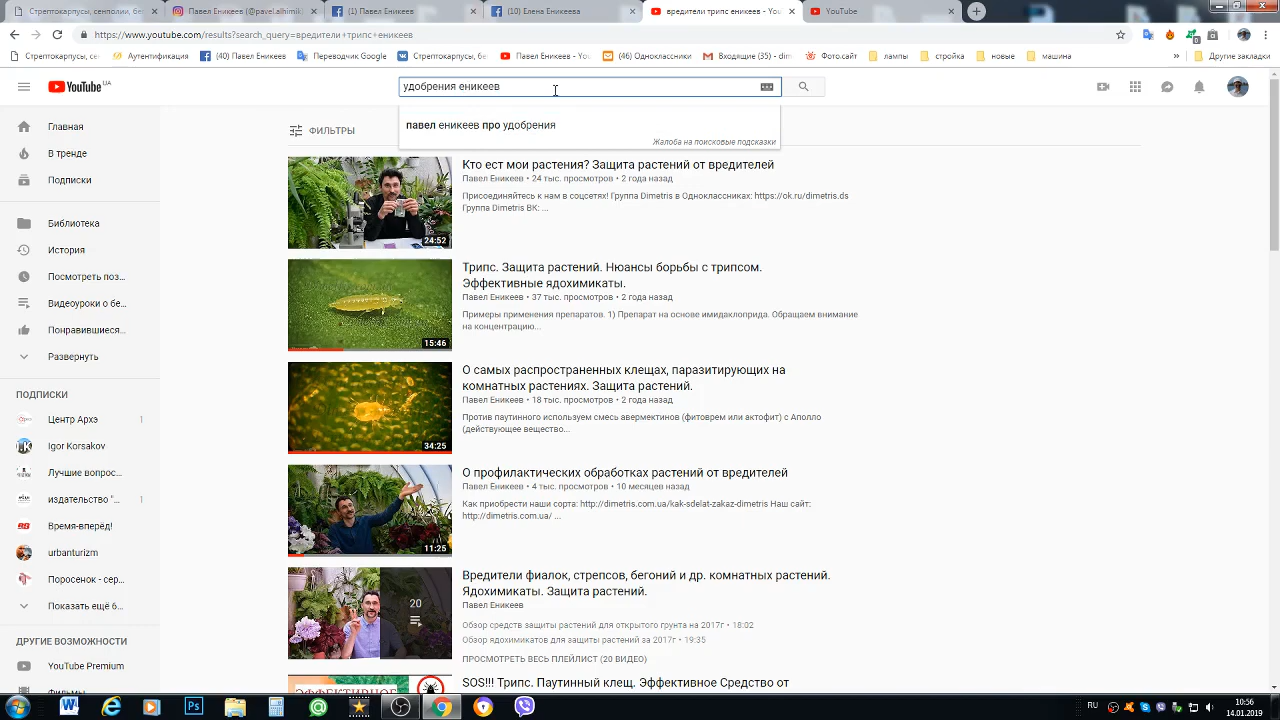 Стрептокарпусы, сенполи, бег
Павел Еникеев (@pavel.alhimik)
(1) Павел Еникеев
(10) Елена Еникеева
вредители трипс еникеев - You
YouTube
https://www.youtube.com/results?search_query=вредители+трипс+еникеев
Стрептокарпусы, се
Аутентификация
(40) Павел Еникеев
Google Переводчик
Стрептокарпусы, бе
Павел Еникеев - Yo
(46) Одноклассники
Входящие (35) - dim
Фото.сайт
лампы
стройка
новые
машина
»
Другие закладки
YouTube UA
удобрения еникеев
павел еникеев про удобрения
Жалоба на поисковые подсказки
Главная
В тренде
Подписки
Библиотека
История
Посмотреть поз...
Видеоуроки о бе...
Понравившиеся...
Развернуть
ПОДПИСКИ
Центр Архэ 1
Igor Korsakov
Лучшие вопрос...
издательство "... 1
Время-вперёд!
urbanturizm
Поросенок - сер...
Показать ещё 6...
ДРУГИЕ ВОЗМОЖНОСТИ
YouTube Premium
Фильмы
ФИЛЬТРЫ
24:52
Кто ест мои растения? Защита растений от вредителей
Павел Еникеев • 24 тыс. просмотров • 2 года назад
Присоединяйтесь к нам в соцсетях! Группа Dimetris в Одноклассниках: https://ok.ru/dimetris.ds
Группа Dimetris ВК: ...
15:46
Трипс. Защита растений. Нюансы борьбы с трипсом.
Эффективные ядохимикаты.
Павел Еникеев • 37 тыс. просмотров • 2 года назад
Примеры применения препаратов. 1) Препарат на основе имидаклоприда. Обращаем внимание
на концентрацию...
34:25
О самых распространенных клещах, паразитирующих на
комнатных растениях. Защита растений.
Павел Еникеев • 18 тыс. просмотров • 2 года назад
Против паутинного используем смесь авермектинов (фитоверм или актофит) с Аполло
(действующее вещество...
11:25
О профилактических обработках растений от вредителей
Павел Еникеев • 4 тыс. просмотров • 10 месяцев назад
Как приобрести наши сорта: http://dimetris.com.ua/kak-sdelat-zakaz-dimetris Наш сайт:
http://dimetris.com.ua/ ...
20
Вредители фиалок, стрепсов, бегоний и др. комнатных растений.
Ядохимикаты. Защита растений.
Павел Еникеев
Обзор средств защиты растений для открытого грунта на 2017г • 18:02
Обзор ядохимикатов для защиты растений за 2017г • 19:35
ПРОСМОТРЕТЬ ВЕСЬ ПЛЕЙЛИСТ (20 ВИДЕО)
ЭФФЕКТИВНОЕ
SOS!!! Трипс. Паутинный клещ. Эффективное Средство от
RU
10:56
14.01.2019